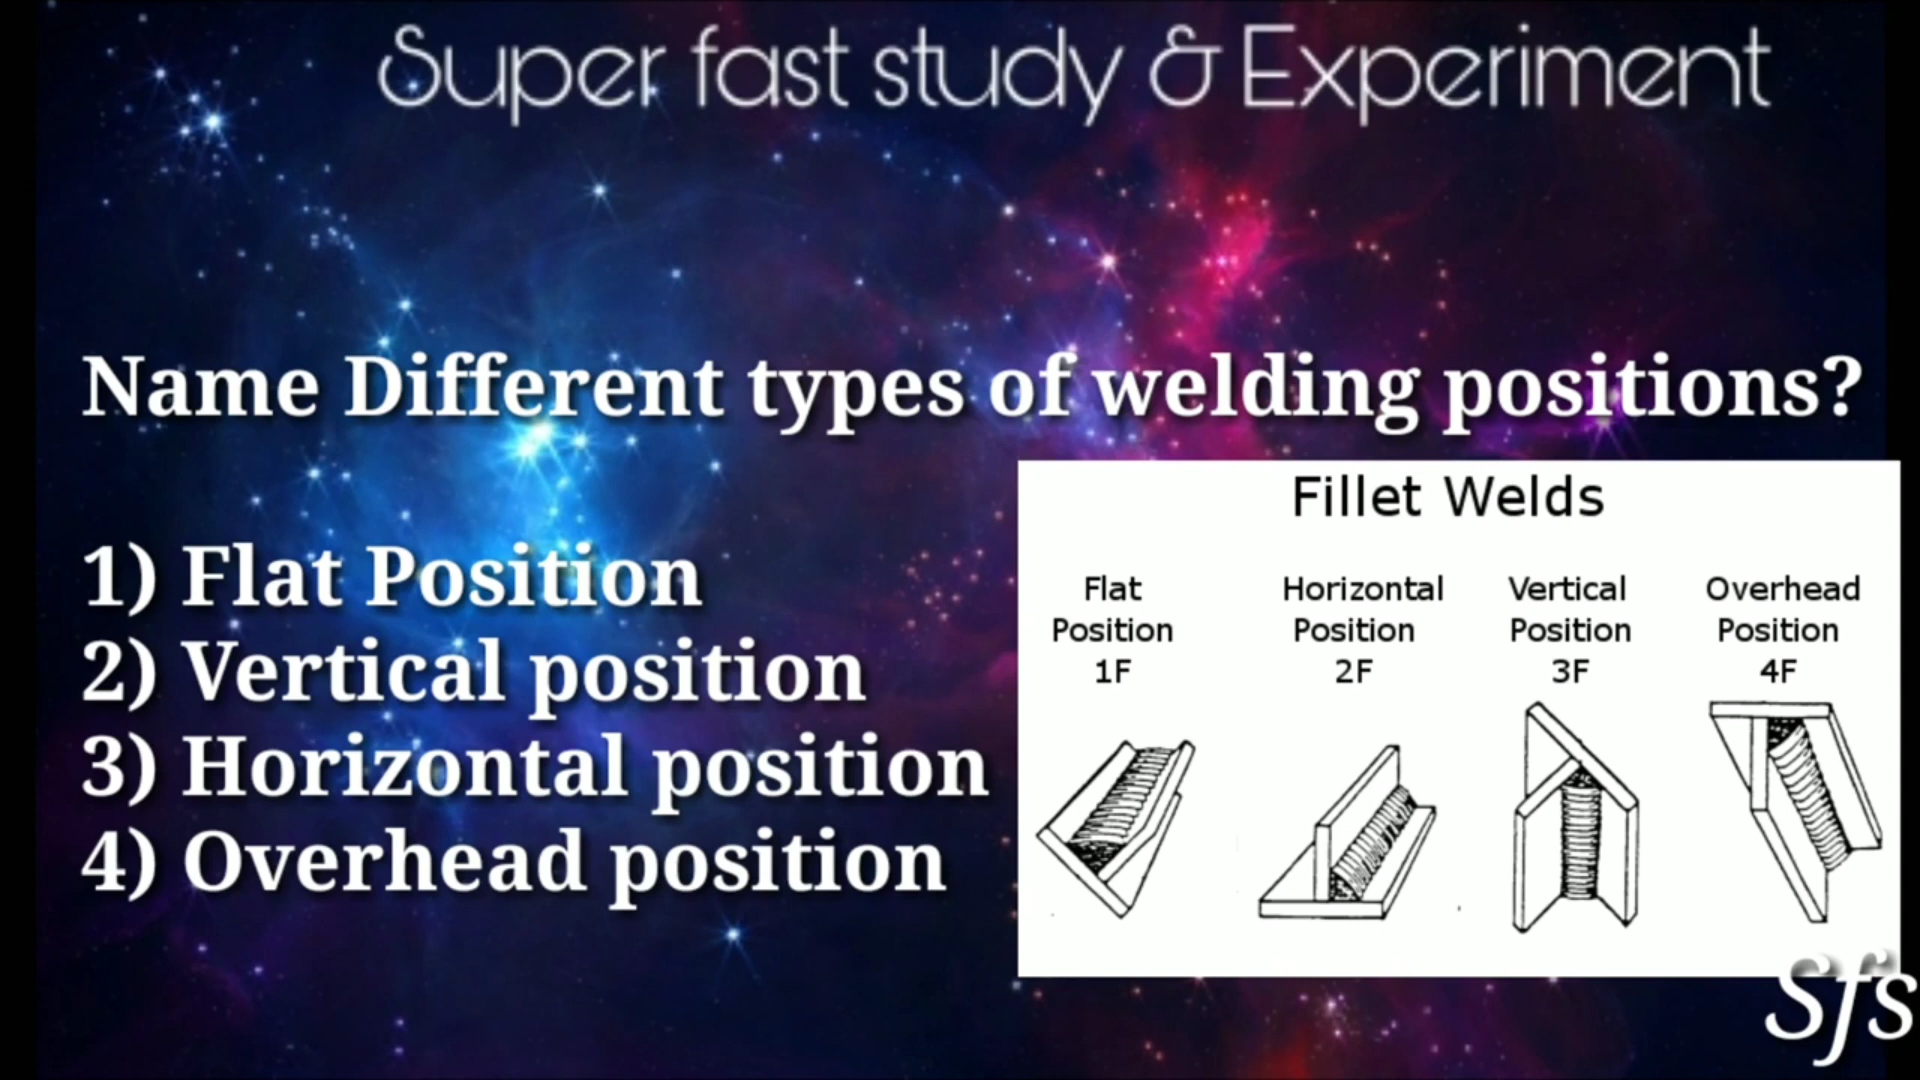 Super fast study & Experiment
Name Different types of welding positions?
1) Flat Position
2) Vertical position
3) Horizontal position
4) Overhead position
Fillet Welds
Flat Position 1F
Horizontal Position 2F
Vertical Position 3F
Overhead Position 4F
Sfs